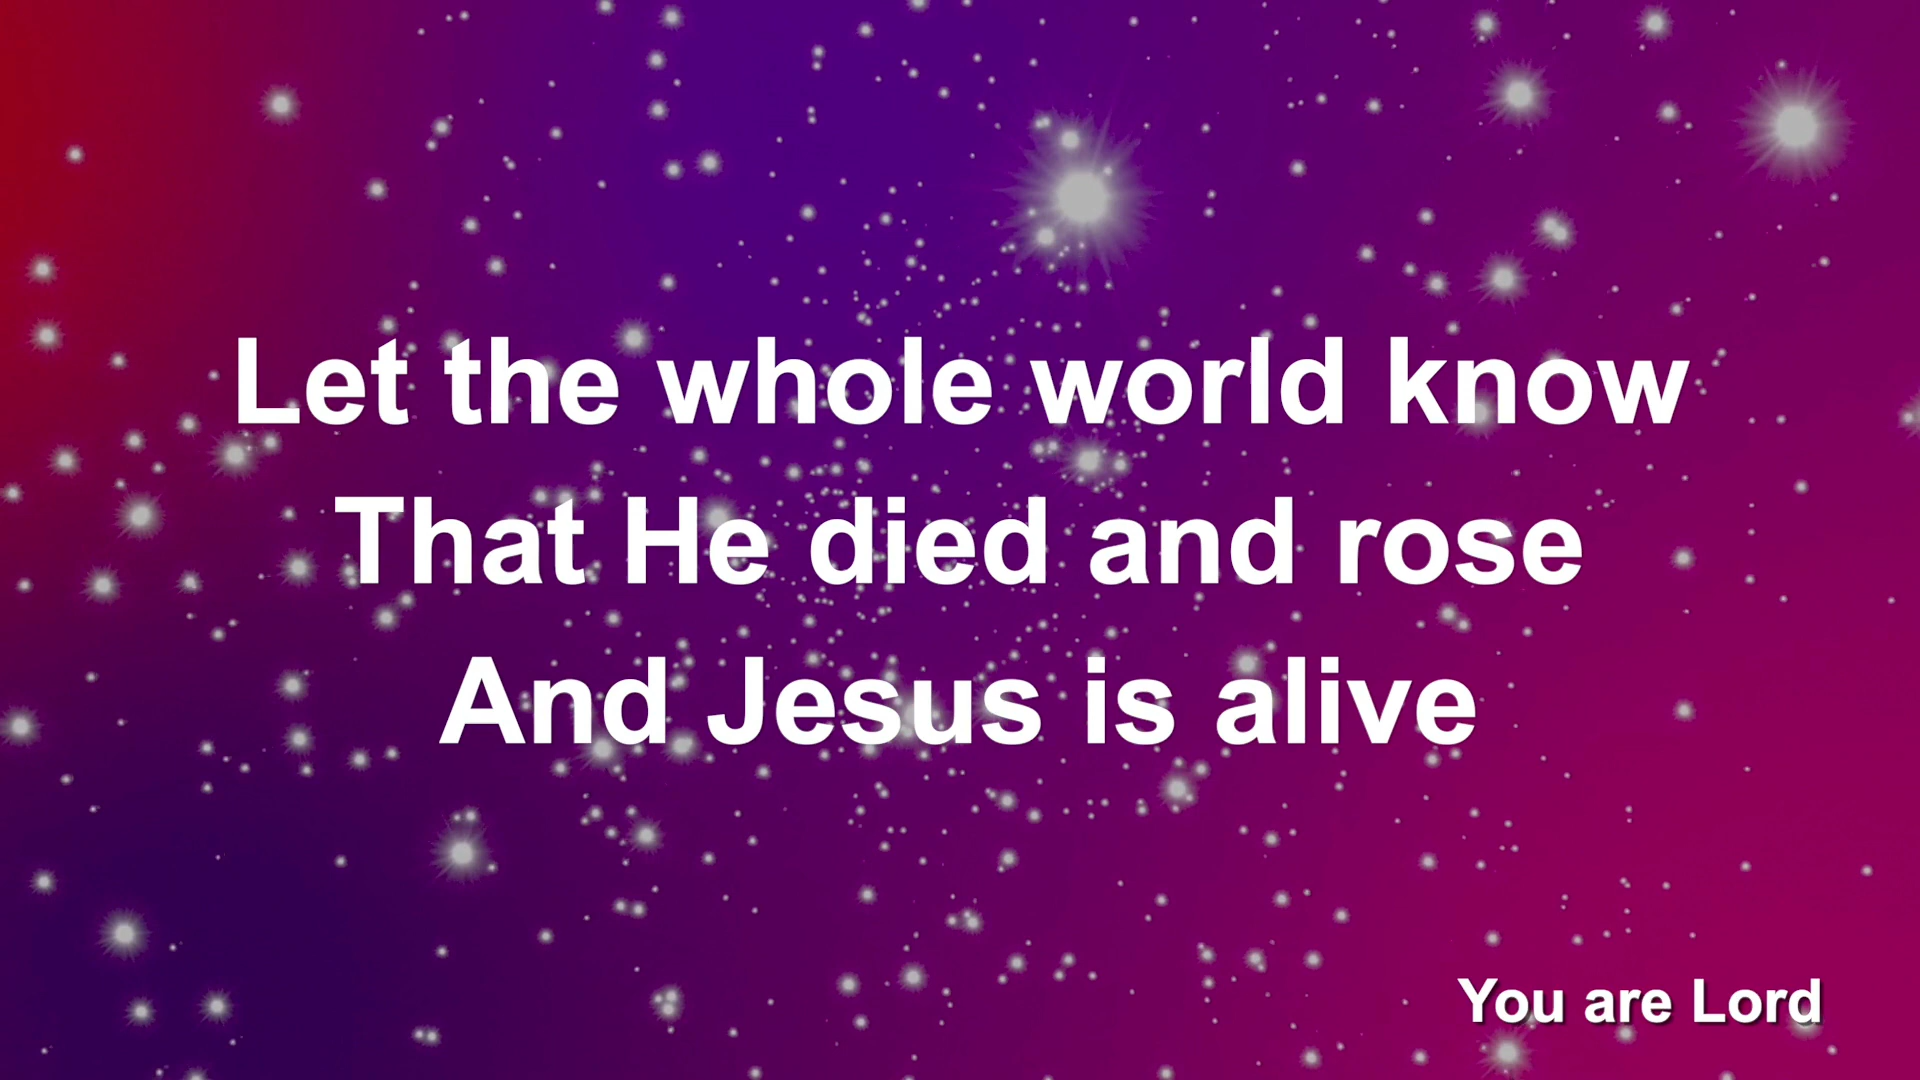 Let the whole world know
That He died and rose
And Jesus is alive
You are Lord